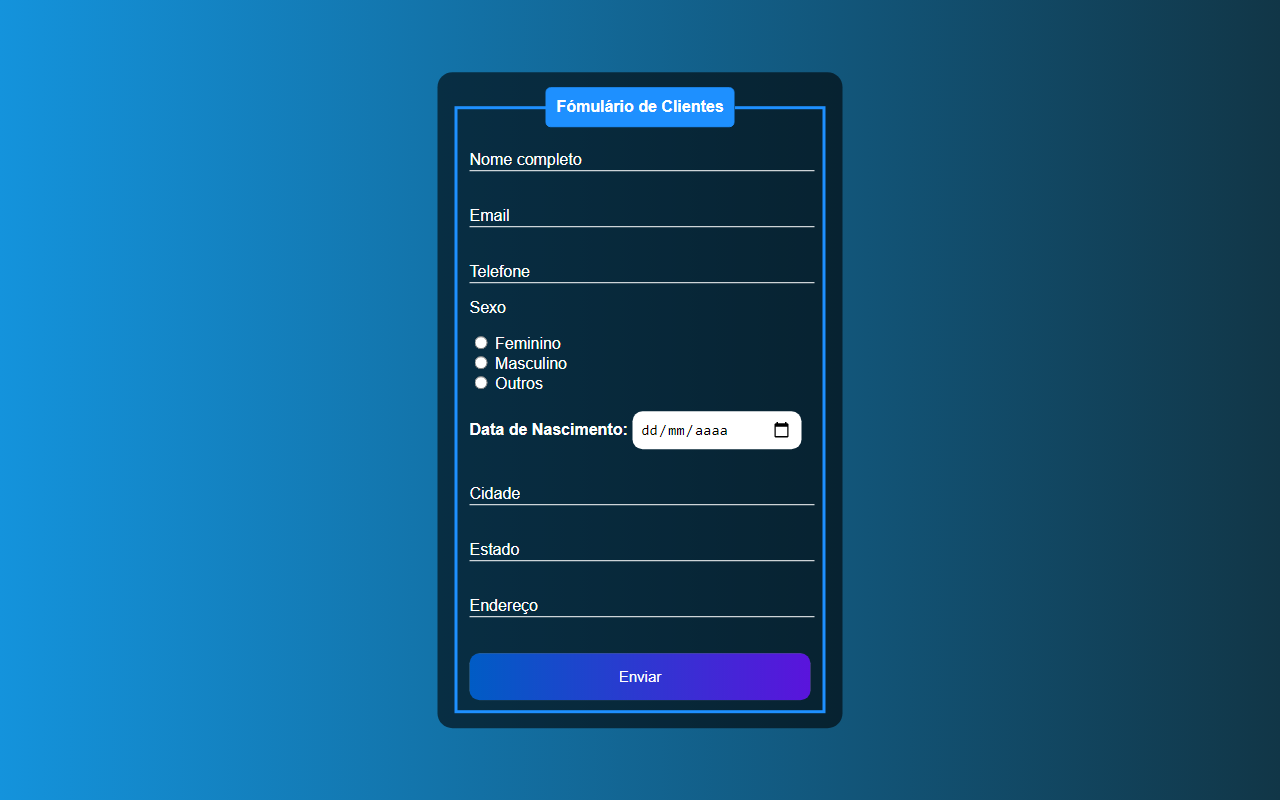 Fómulário de Clientes
Nome completo
Email
Telefone
Sexo
Feminino
Masculino
Outros
Data de Nascimento: dd/mm/aaaa
Cidade
Estado
Endereço
Enviar